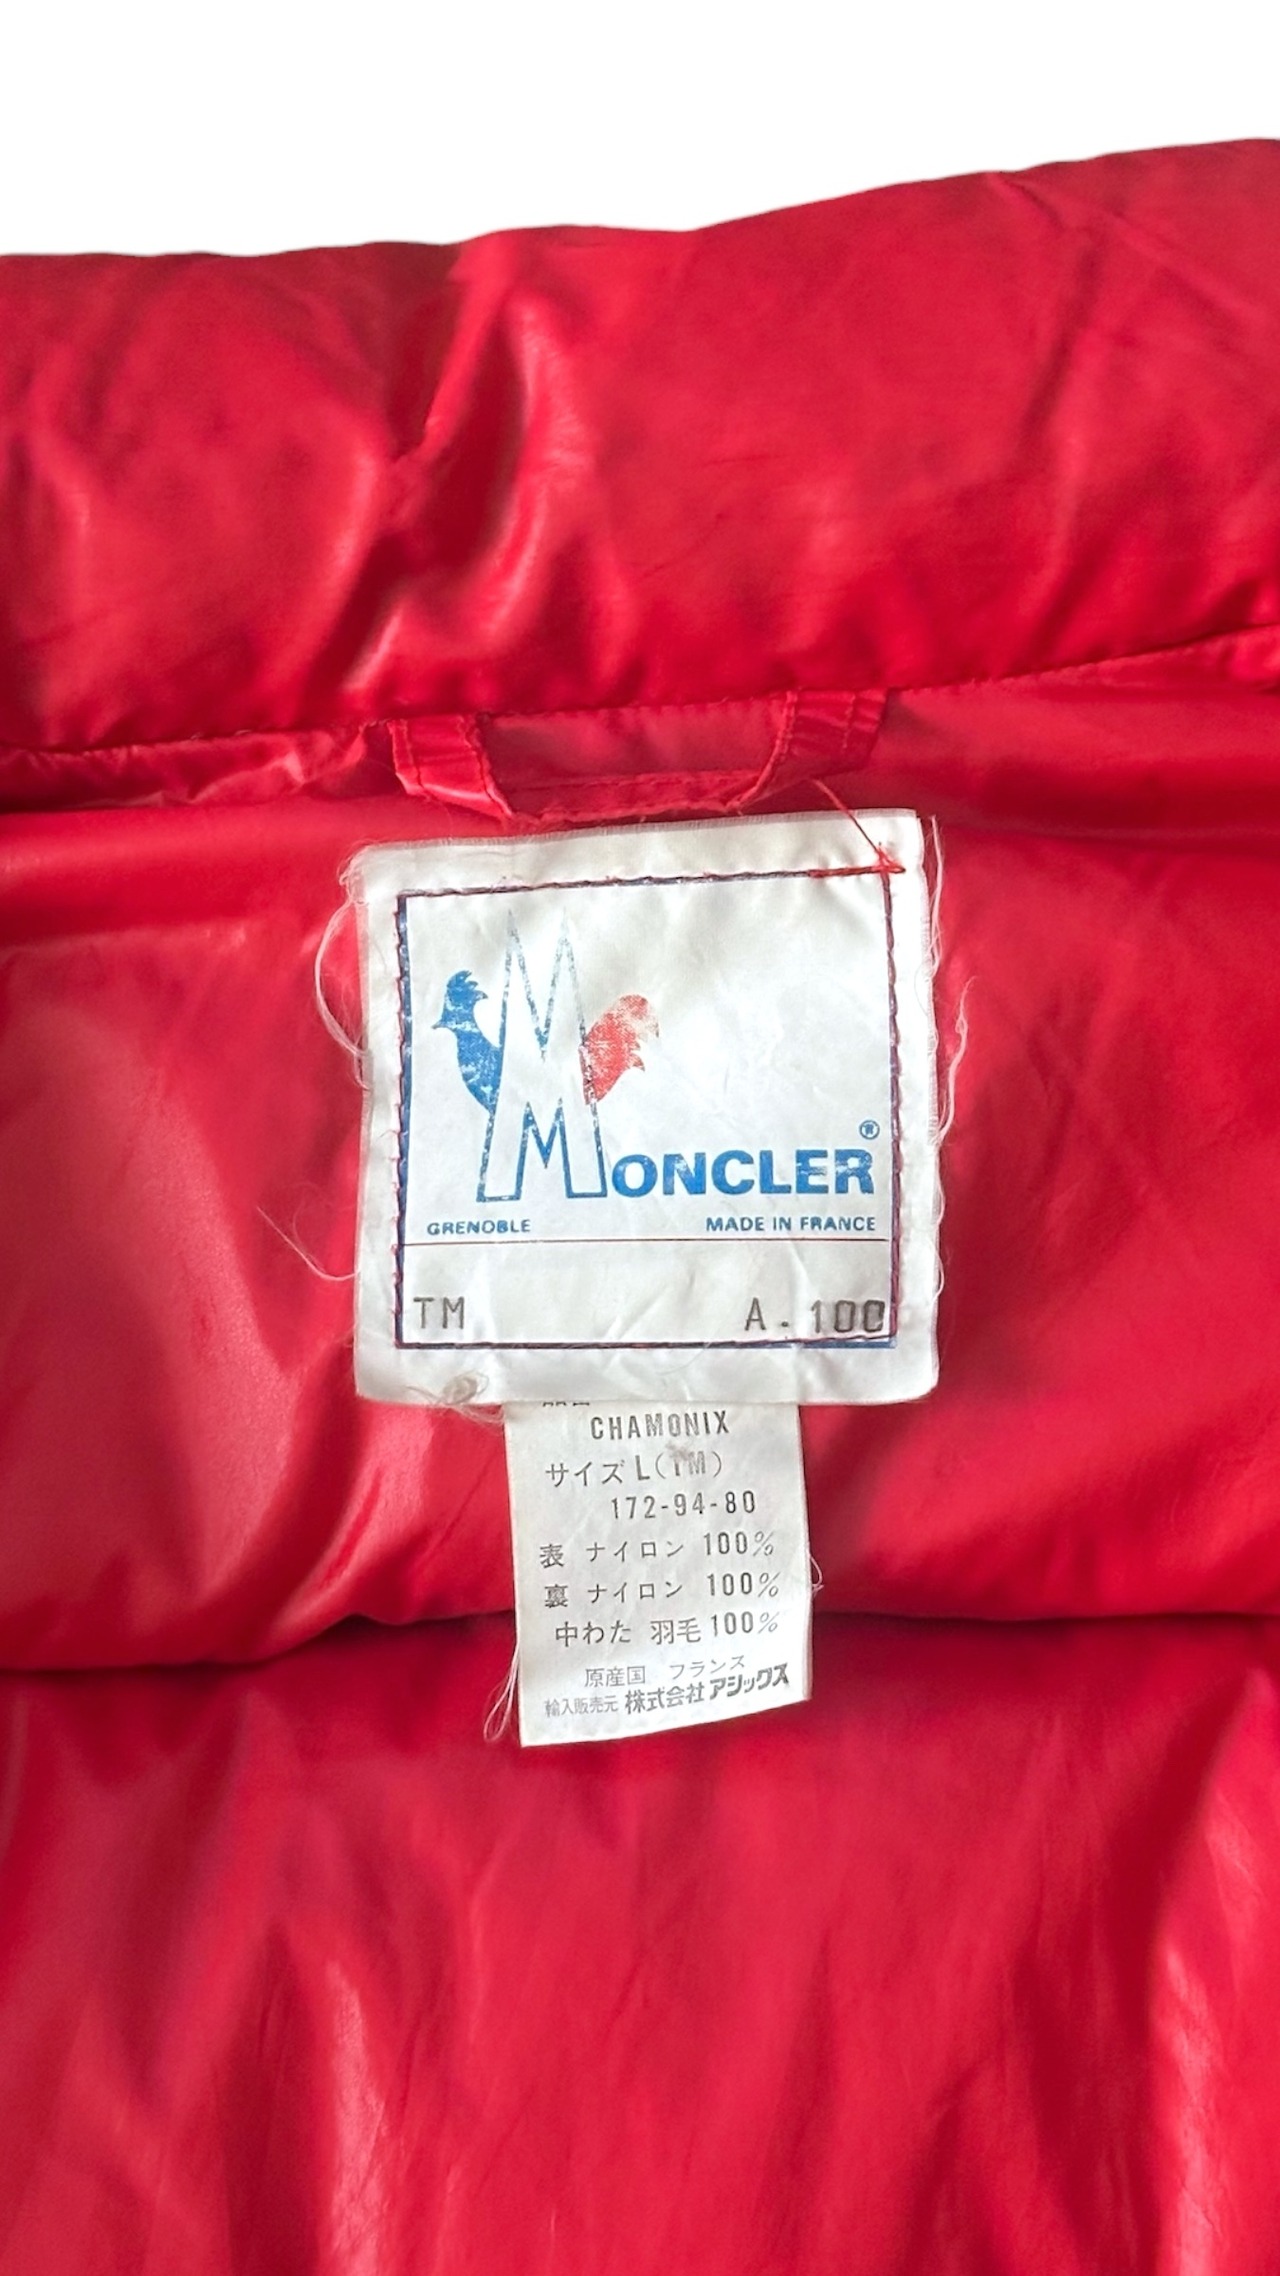 MONCLER®
GRENOBLE MADE IN FRANCE
TM A.100
CHAMONIX
サイズ L(TM)
172-94-80
表 ナイロン 100%
裏 ナイロン 100%
中わた 羽毛 100%
原産国 フランス
輸入販売元 株式会社アシックス